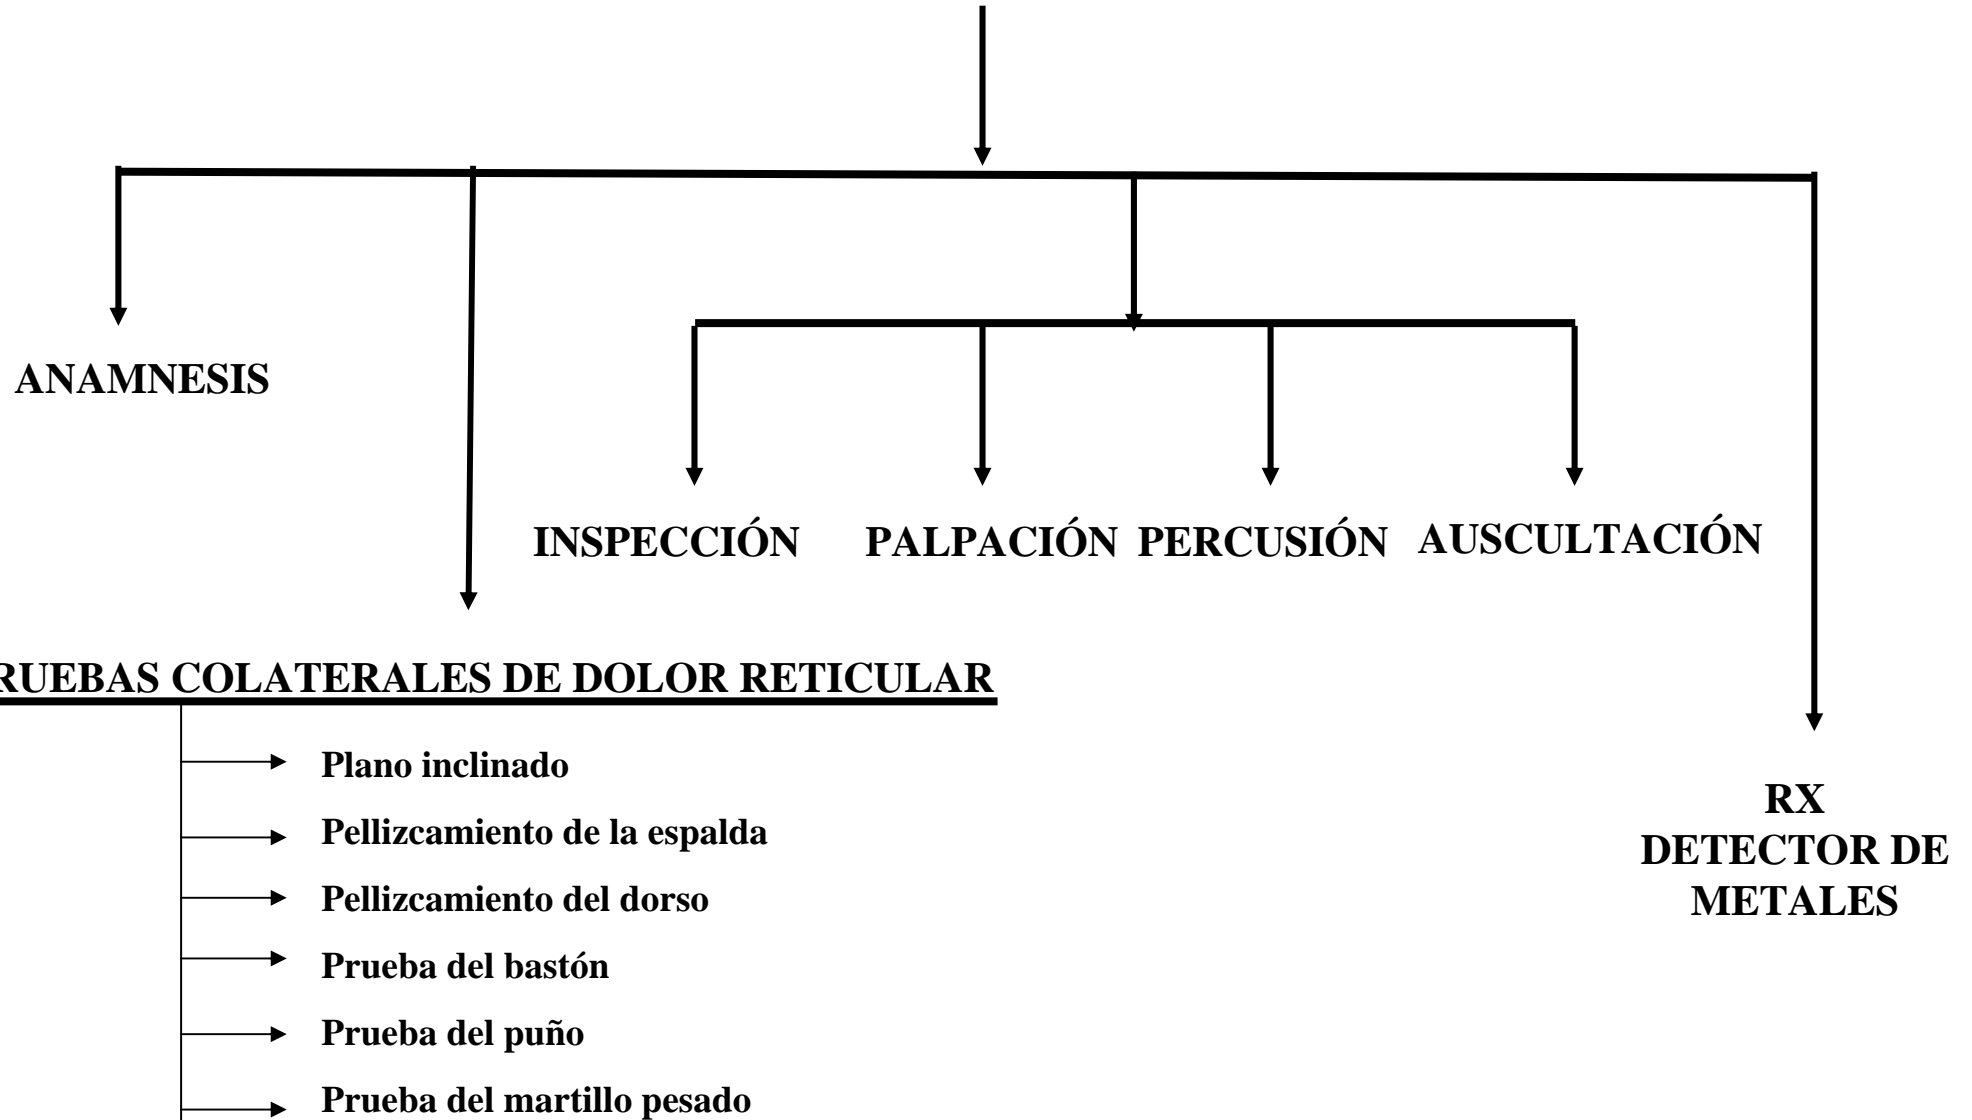 ANAMNESIS
INSPECCIÓN PALPACIÓN PERCUSIÓN AUSCULTACIÓN
RUEBAS COLATERALES DE DOLOR RETICULAR
Plano inclinado
Pellizcamiento de la espalda
Pellizcamiento del dorso
Prueba del bastón
Prueba del puño
Prueba del martillo pesado
RX
DETECTOR DE
METALES